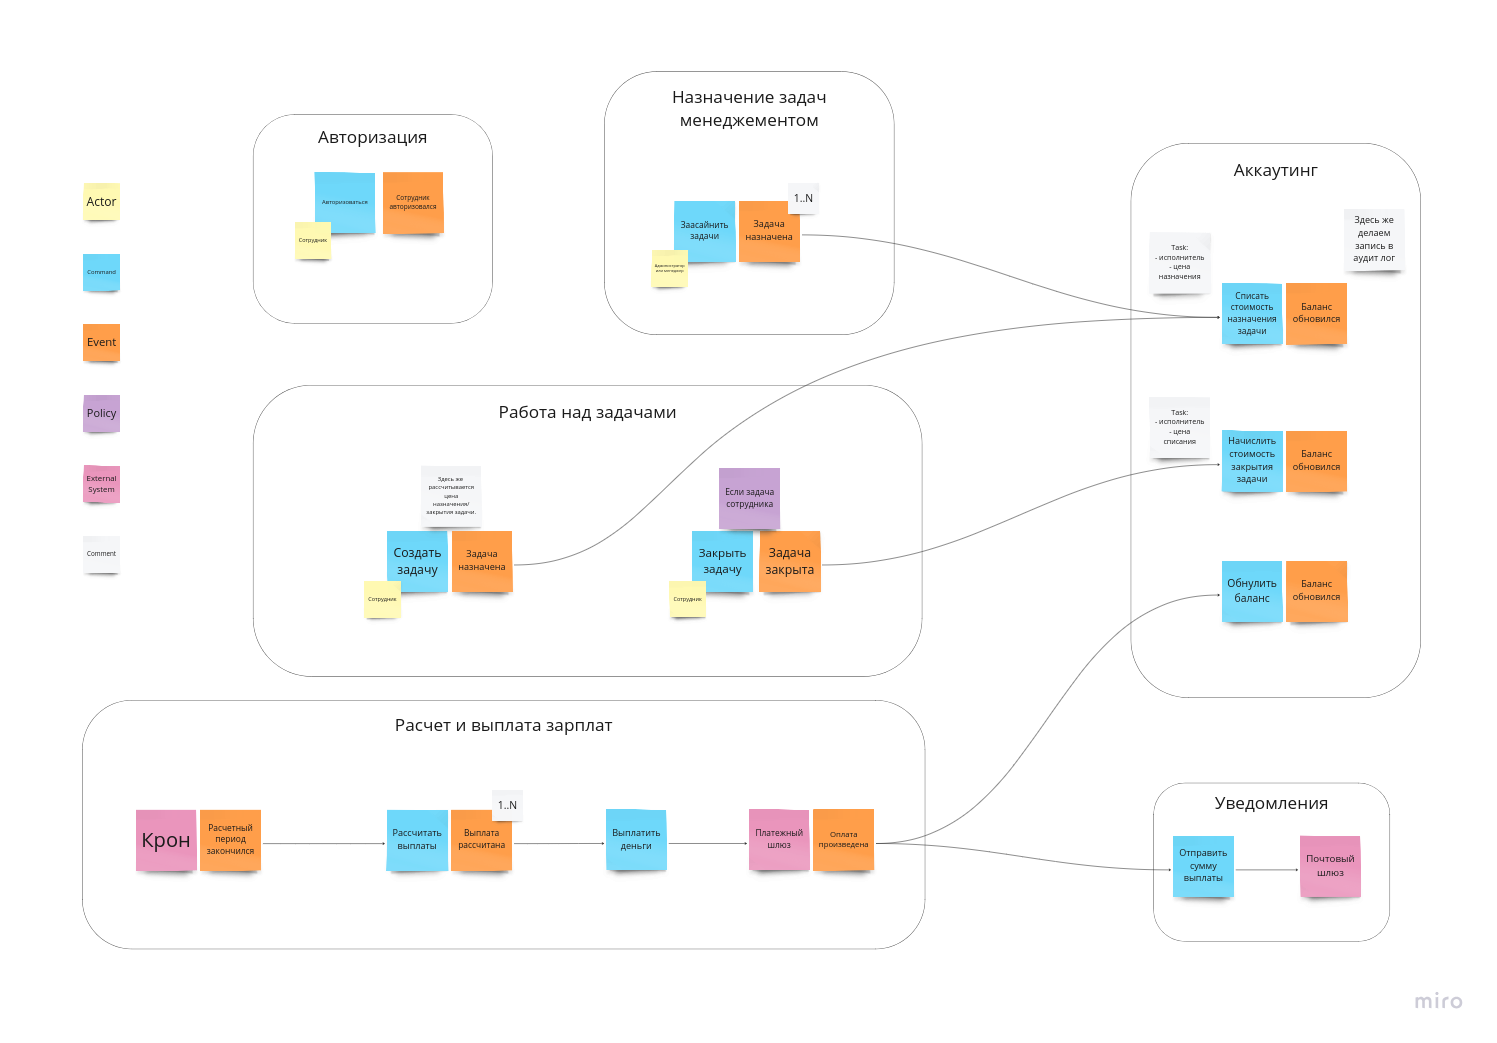 Actor
Command
Event
Policy
External
System
Comment
Авторизация
Авторизоваться
Сотрудник
авторизовался
Сотрудник
Назначение задач
менеджементом
1..N
Заасайнить
задачи
Задача
назначена
Администратор
или менеджер
Аккаутинг
Здесь же
делаем
запись в
аудит лог
Task:
- исполнитель
- цена
назначения
Списать
стоимость
назначения
задачи
Баланс
обновился
Task:
- исполнитель
- цена
списания
Начислить
стоимость
закрытия
задачи
Баланс
обновился
Обнулить
баланс
Баланс
обновился
Работа над задачами
Здесь же
рассчитывается
цена
назначения/
закрытия задачи.
Создать
задачу
Задача
назначена
Сотрудник
Если задача
сотрудника
Закрыть
задачу
Задача
закрыта
Сотрудник
Расчет и выплата зарплат
Крон
Расчетный
период
закончился
Рассчитать
выплаты
1..N
Выплата
рассчитана
Выплатить
деньги
Платежный
шлюз
Оплата
произведена
Уведомления
Отправить
сумму
выплаты
Почтовый
шлюз
miro